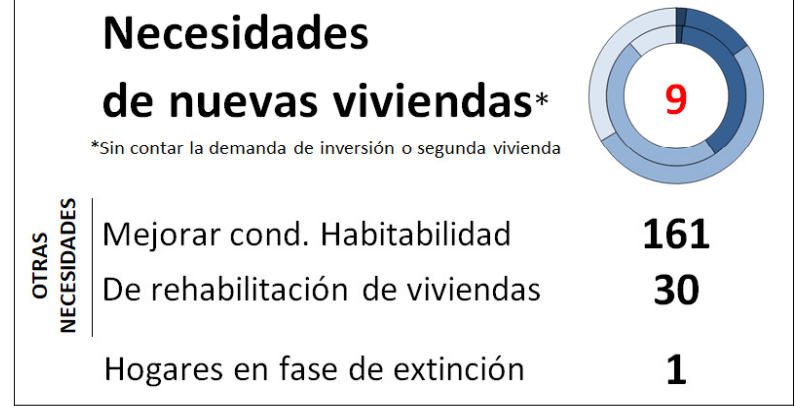 Necesidades
de nuevas viviendas*
9
*Sin contar la demanda de inversión o segunda vivienda
OTRAS
NECESIDADES
Mejorar cond. Habitabilidad 161
De rehabilitación de viviendas 30
Hogares en fase de extinción 1